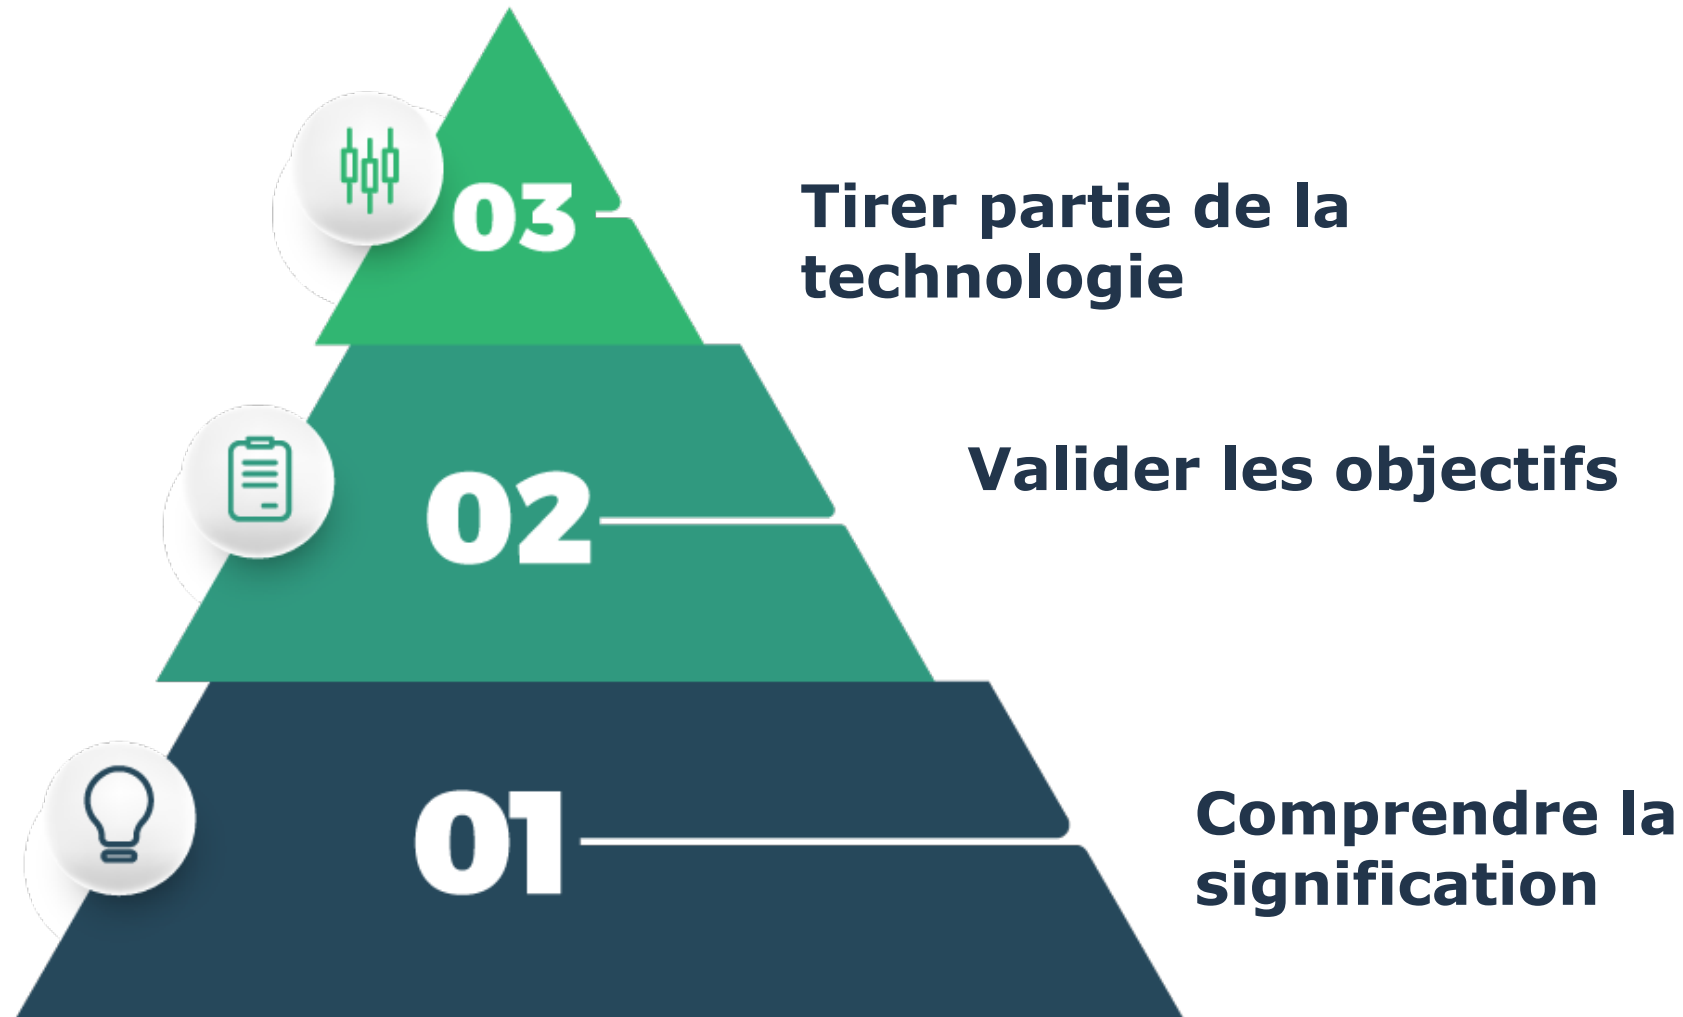 03
Tirer partie de la
technologie
02
Valider les objectifs
01
Comprendre la
signification